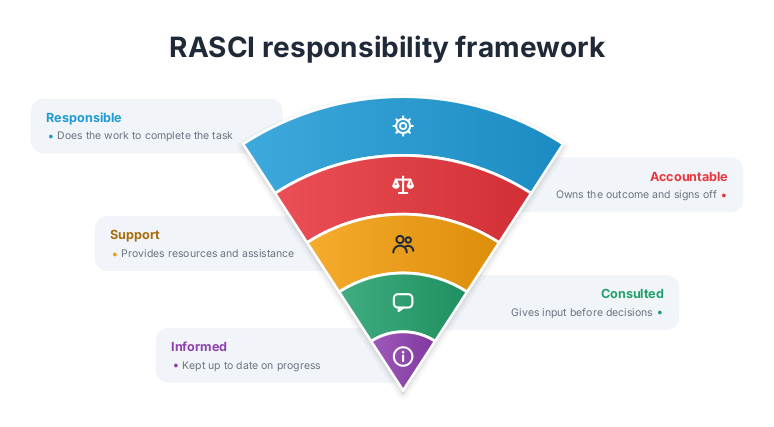 RASCI responsibility framework
Responsible
• Does the work to complete the task
Accountable
Owns the outcome and signs off •
Support
• Provides resources and assistance
Consulted
Gives input before decisions •
Informed
• Kept up to date on progress